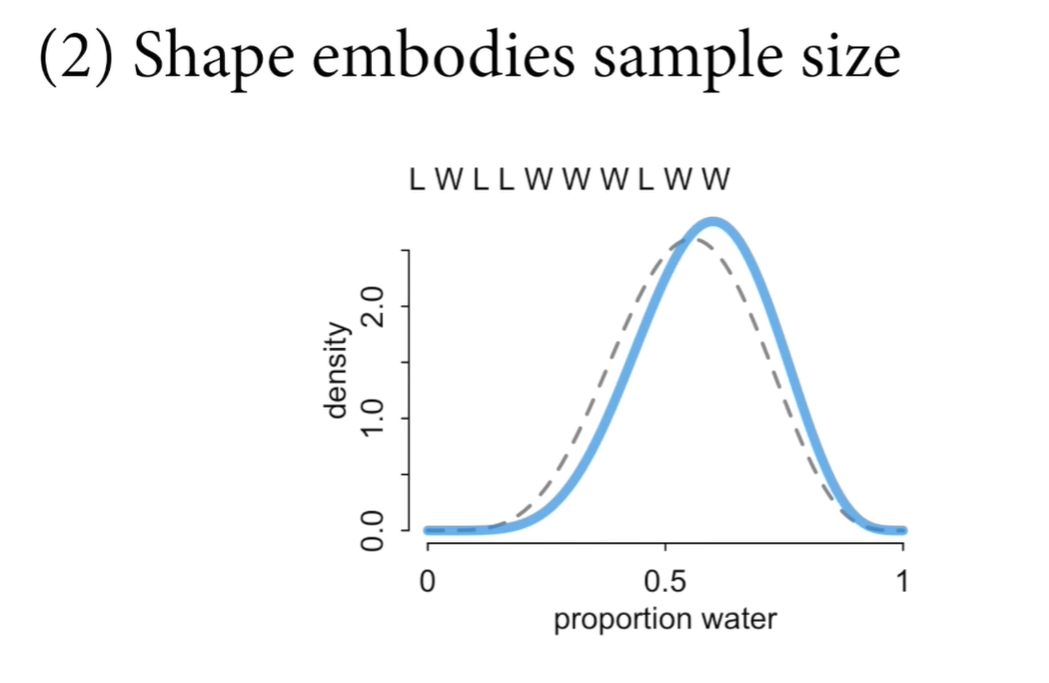 (2) Shape embodies sample size
L W L L W W W L W W
density
2.0
1.0
0.0
0 0.5 1
proportion water